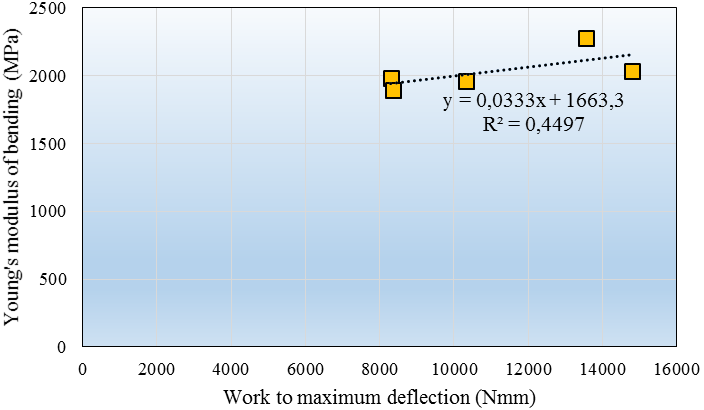 Young's modulus of bending (MPa)
2500
2000
1500
1000
500
0
y = 0,0333x + 1663,3
R² = 0,4497
0 2000 4000 6000 8000 10000 12000 14000 16000
Work to maximum deflection (Nmm)